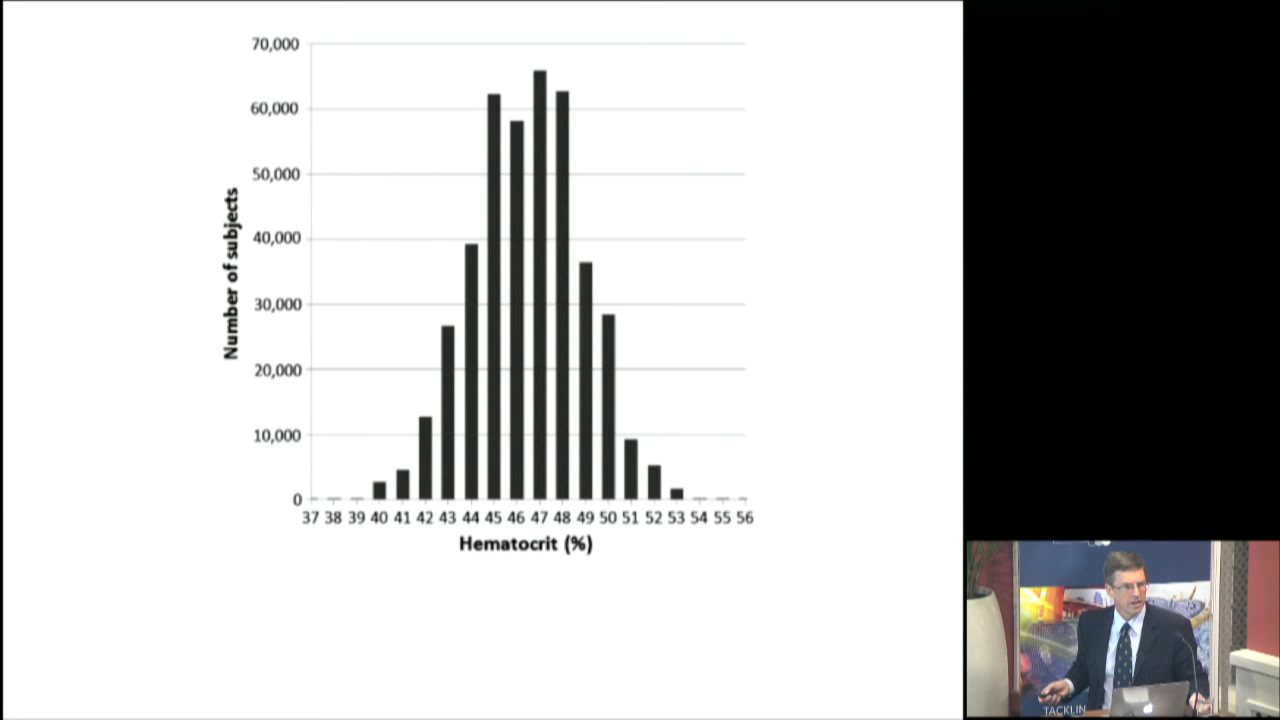 70,000
60,000
50,000
40,000
30,000
20,000
10,000
0
Number of subjects
37 38 39 40 41 42 43 44 45 46 47 48 49 50 51 52 53 54 55 56
Hematocrit (%)
TACKLIN